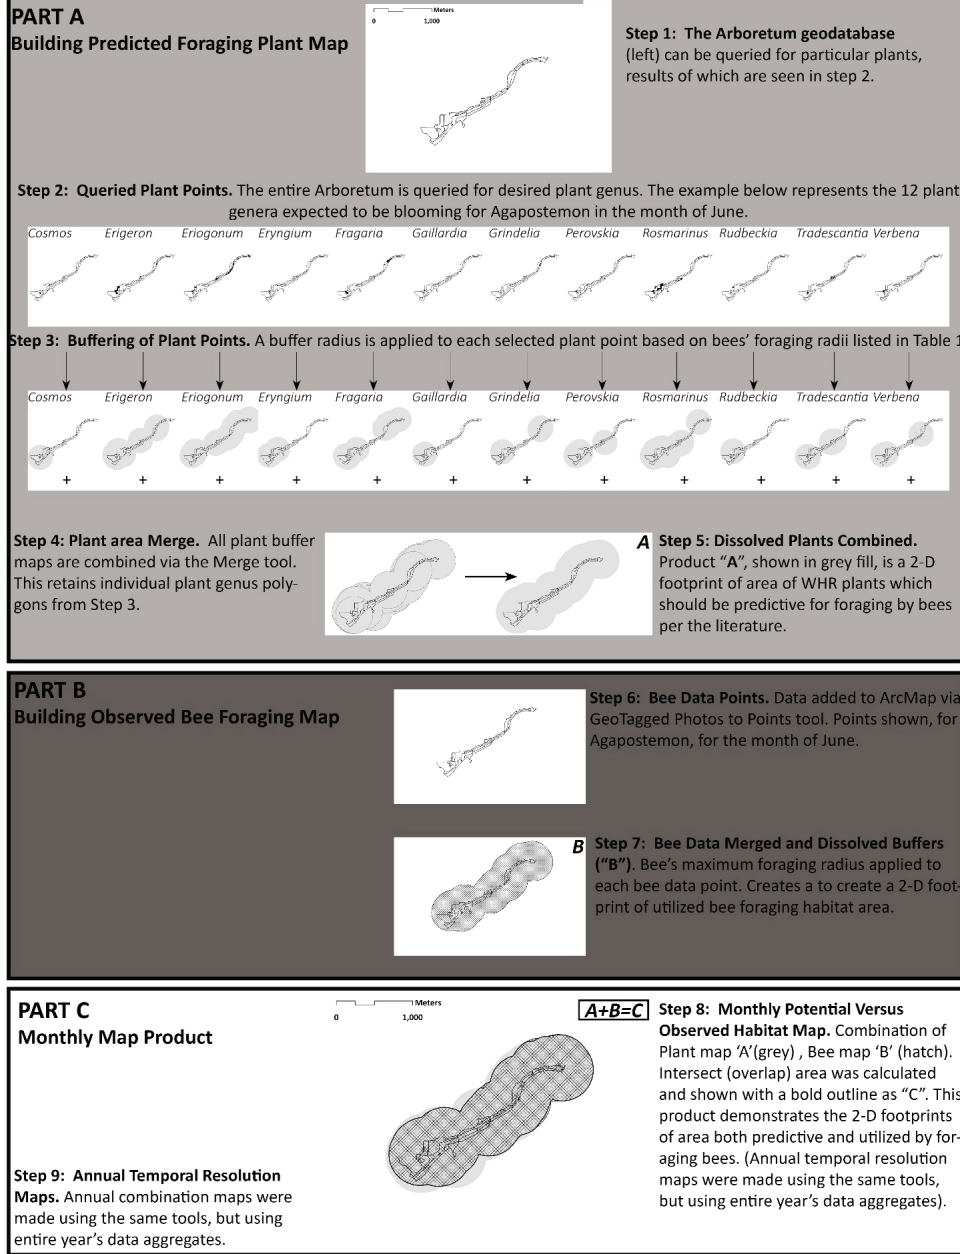 PART A
Building Predicted Foraging Plant Map
Meters
0 1,000
Step 1: The Arboretum geodatabase
(left) can be queried for particular plants,
results of which are seen in step 2.
Step 2: Queried Plant Points. The entire Arboretum is queried for desired plant genus. The example below represents the 12 plant
genera expected to be blooming for Agapostemon in the month of June.
Cosmos Erigeron Eriogonum Eryngium Fragaria Gaillardia Grindelia Perovskia Rosmarinus Rudbeckia Tradescantia Verbena
Step 3: Buffering of Plant Points. A buffer radius is applied to each selected plant point based on bees' foraging radii listed in Table 1
Cosmos Erigeron Eriogonum Eryngium Fragaria Gaillardia Grindelia Perovskia Rosmarinus Rudbeckia Tradescantia Verbena
+ + + + + + + + + + + +
Step 4: Plant area Merge. All plant buffer
maps are combined via the Merge tool.
This retains individual plant genus poly-
gons from Step 3.
A
Step 5: Dissolved Plants Combined.
Product "A", shown in grey fill, is a 2-D
footprint of area of WHR plants which
should be predictive for foraging by bees
per the literature.
PART B
Building Observed Bee Foraging Map
Step 6: Bee Data Points. Data added to ArcMap via
GeoTagged Photos to Points tool. Points shown, for
Agapostemon, for the month of June.
B
Step 7: Bee Data Merged and Dissolved Buffers
("B"). Bee's maximum foraging radius applied to
each bee data point. Creates a to create a 2-D foot-
print of utilized bee foraging habitat area.
PART C
Monthly Map Product
Meters
0 1,000
A+B=C
Step 8: Monthly Potential Versus
Observed Habitat Map. Combination of
Plant map 'A'(grey) , Bee map 'B' (hatch).
Intersect (overlap) area was calculated
and shown with a bold outline as "C". This
product demonstrates the 2-D footprints
of area both predictive and utilized by for-
aging bees. (Annual temporal resolution
maps were made using the same tools,
but using entire year's data aggregates).
Step 9: Annual Temporal Resolution
Maps. Annual combination maps were
made using the same tools, but using
entire year's data aggregates.